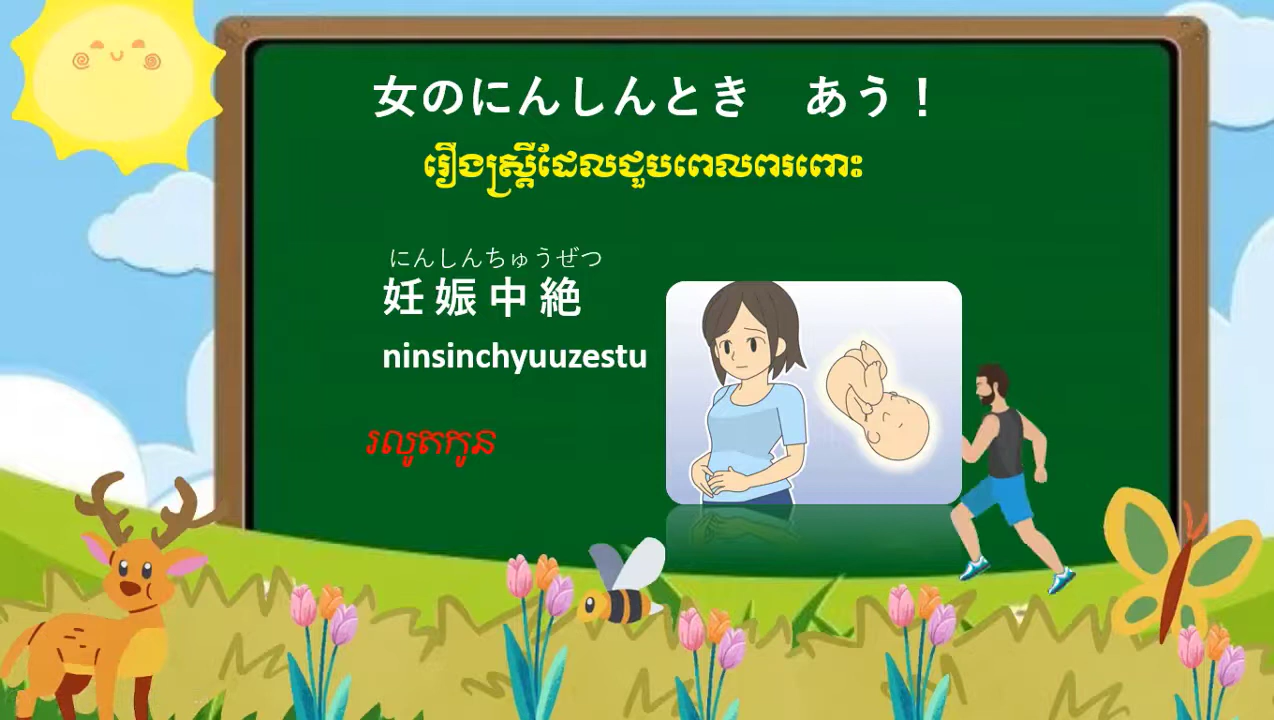 女のにんしんとき　あう！
រឿងស្ត្រីដែលជួបពេលពរពោះ
にんしんちゅうぜつ
妊娠中絶
ninsinchyuuzestu
រលូតកូន